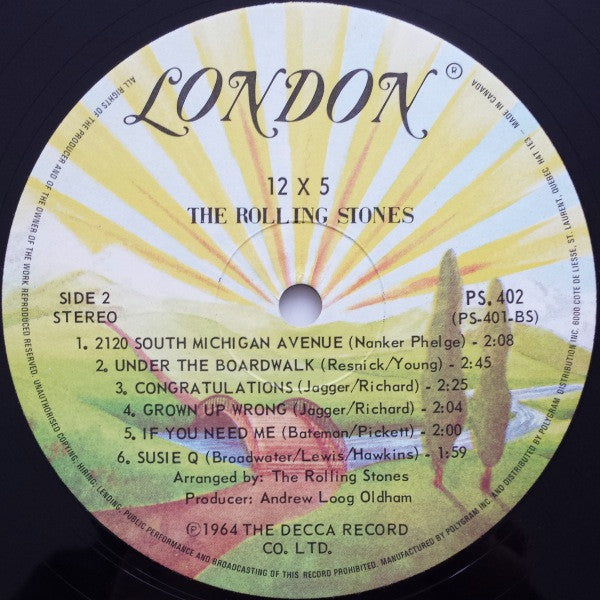 LONDON ®
12 X 5
THE ROLLING STONES
SIDE 2
STEREO
PS. 402
(PS-401-BS)
1. 2120 SOUTH MICHIGAN AVENUE (Nanker Phelge) - 2:08
2. UNDER THE BOARDWALK (Resnick/Young) - 2:45
3. CONGRATULATIONS (Jagger/Richard) - 2:25
4. GROWN UP WRONG (Jagger/Richard) - 2:04
5. IF YOU NEED ME (Bateman/Pickett) - 2:00
6. SUSIE Q (Broadwater/Lewis/Hawkins) - 1:59
Arranged by: The Rolling Stones
Producer: Andrew Loog Oldham
℗1964 THE DECCA RECORD
CO. LTD.
ALL RIGHTS OF THE PRODUCER AND OF THE OWNER OF THE WORK REPRODUCED RESERVED. UNAUTHORISED COPYING, HIRING, LENDING, PUBLIC PERFORMANCE AND BROADCASTING OF THIS RECORD PROHIBITED. MANUFACTURED BY POLYGRAM INC. AND DISTRIBUTED BY POLYGRAM DISTRIBUTION INC. 6000 COTE DE LIESSE, ST. LAURENT, QUEBEC H4T 1E3 - MADE IN CANADA